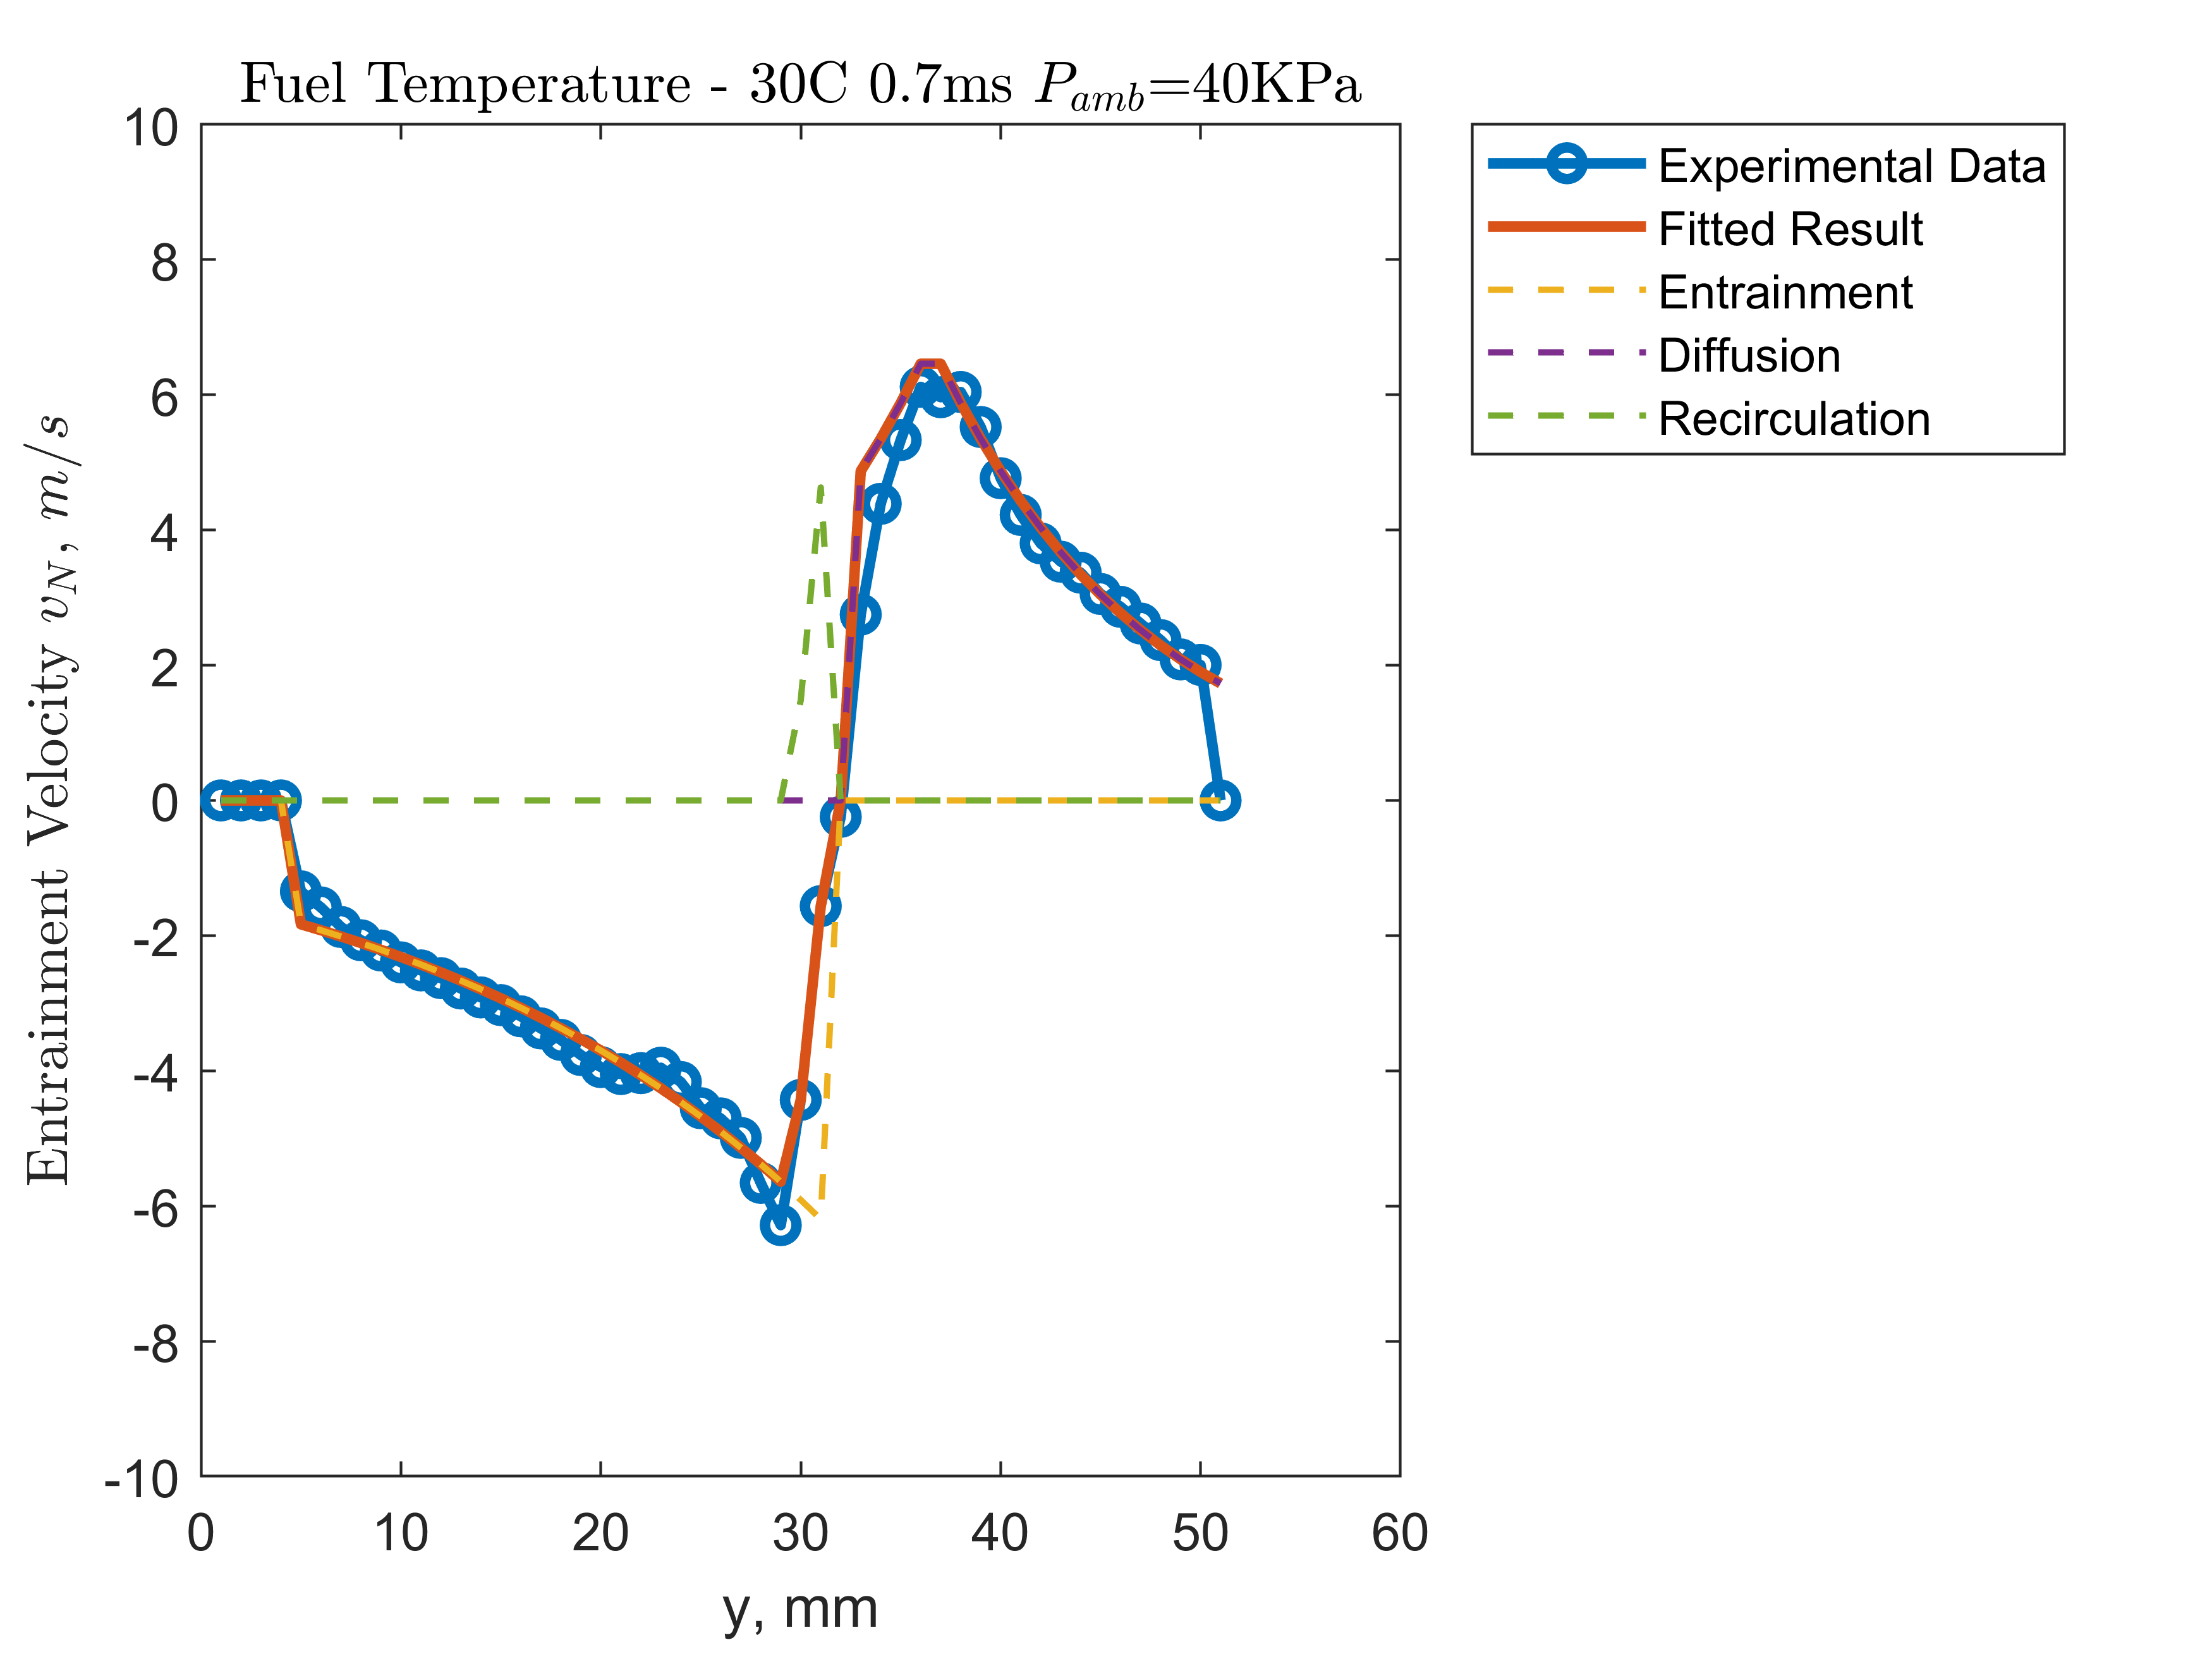 Fuel Temperature - 30C 0.7ms P_amb=40KPa
Experimental Data
Fitted Result
Entrainment
Diffusion
Recirculation
Entrainment Velocity v_N, m/s
10
8
6
4
2
0
-2
-4
-6
-8
-10
0 10 20 30 40 50 60
y, mm